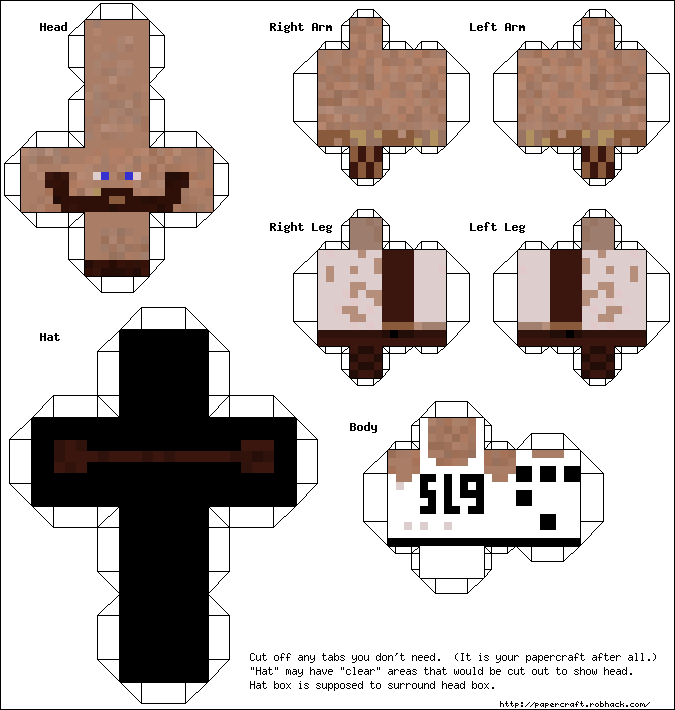 Head
Right Arm
Left Arm
Right Leg
Left Leg
Hat
Body
Cut off any tabs you don't need. (It is your papercraft after all.)
"Hat" may have "clear" areas that would be cut out to show head.
Hat box is supposed to surround head box.
http://papercraft.robhack.com/